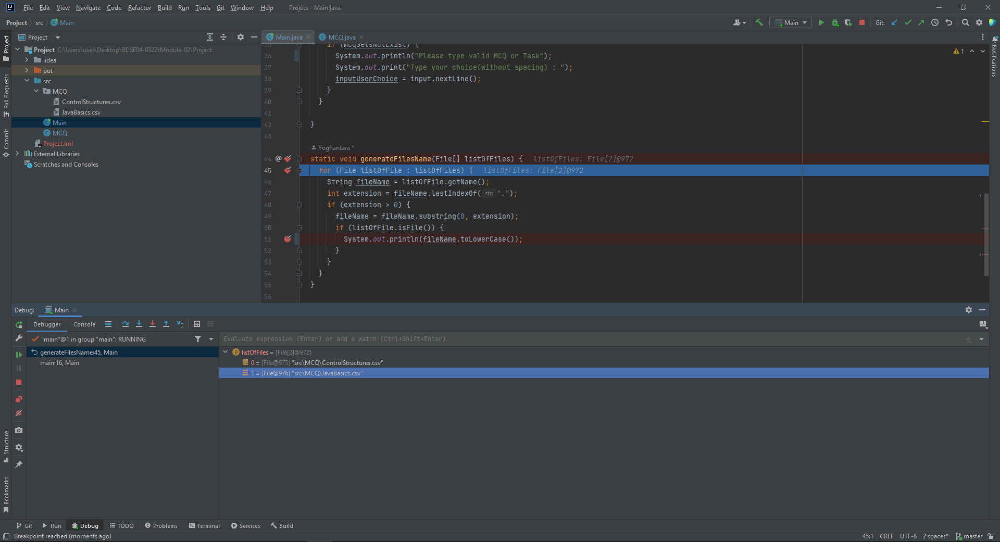 File Edit View Navigate Code Refactor Build Run Tools Git Window Help Project - Main.java
Project src Main
Main Git:
Project
Main.java MCQ.java
Project C:\Users\user\Desktop\BDSE04-0322\Module-02\Project
.idea
out
src
MCQ
ControlStructures.csv
JavaBasics.csv
Main
MCQ
Project.iml
External Libraries
Scratches and Consoles
Project
Pull Requests
Commit
Structure
Bookmarks
Notifications
1
35 if (mcqSetsNotExist) {
36 System.out.println("Please type valid MCQ or Task");
37 System.out.print("Type your choice(without spacing) : ");
38 inputUserChoice = input.nextLine();
39 }
40 }
41
42 }
43
Yoghantara *
44 @ static void generateFilesName(File[] listOfFiles) { listOfFiles: File[2]@972
45 for (File listOfFile : listOfFiles) { listOfFiles: File[2]@972
46 String fileName = listOfFile.getName();
47 int extension = fileName.lastIndexOf( str: ".");
48 if (extension > 0) {
49 fileName = fileName.substring(0, extension);
50 if (listOfFile.isFile()) {
51 System.out.println(fileName.toLowerCase());
52 }
53 }
54 }
55 }
56
Debug: Main
Debugger Console
"main"@1 in group "main": RUNNING
generateFilesName:45, Main
main:16, Main
Evaluate expression (Enter) or add a watch (Ctrl+Shift+Enter)
listOfFiles = {File[2]@972}
0 = {File@975} "src\MCQ\ControlStructures.csv"
1 = {File@976} "src\MCQ\JavaBasics.csv"
Git Run Debug TODO Problems Terminal Services Build
Breakpoint reached (moments ago)
45:1 CRLF UTF-8 2 spaces* master